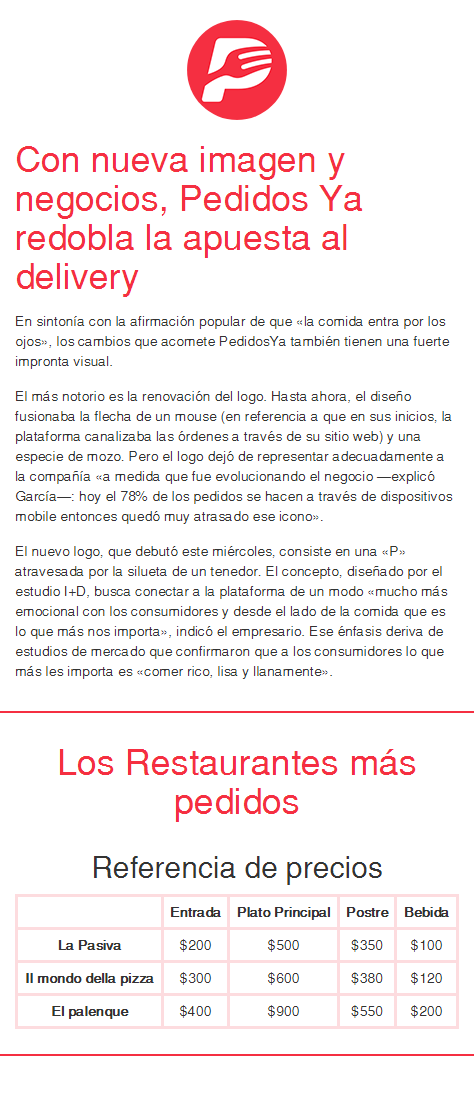 Con nueva imagen y
negocios, Pedidos Ya
redobla la apuesta al
delivery
En sintonía con la afirmación popular de que «la comida entra por los
ojos», los cambios que acomete PedidosYa también tienen una fuerte
impronta visual.
El más notorio es la renovación del logo. Hasta ahora, el diseño
fusionaba la flecha de un mouse (en referencia a que en sus inicios, la
plataforma canalizaba las órdenes a través de su sitio web) y una
especie de mozo. Pero el logo dejó de representar adecuadamente a
la compañía «a medida que fue evolucionando el negocio —explicó
García—: hoy el 78% de los pedidos se hacen a través de dispositivos
mobile entonces quedó muy atrasado ese icono».
El nuevo logo, que debutó este miércoles, consiste en una «P»
atravesada por la silueta de un tenedor. El concepto, diseñado por el
estudio I+D, busca conectar a la plataforma de un modo «mucho más
emocional con los consumidores y desde el lado de la comida que es
lo que más nos importa», indicó el empresario. Ese énfasis deriva de
estudios de mercado que confirmaron que a los consumidores lo que
más les importa es «comer rico, lisa y llanamente».
Los Restaurantes más
pedidos
Referencia de precios
Entrada Plato Principal Postre Bebida
La Pasiva $200 $500 $350 $100
Il mondo della pizza $300 $600 $380 $120
El palenque $400 $900 $550 $200